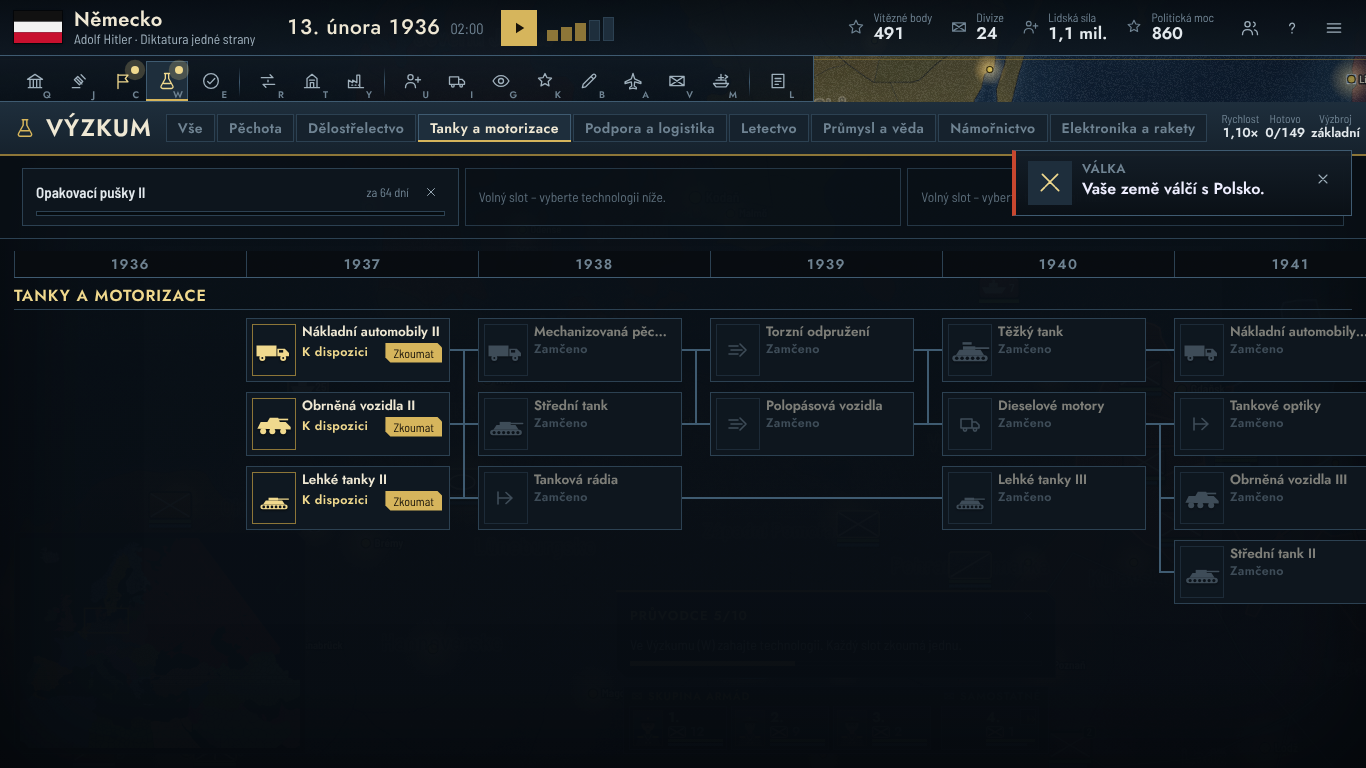 Německo
Adolf Hitler · Diktatura jedné strany
13. února 1936 02:00
Vítězné body
491
Divize
24
Lidská síla
1,1 mil.
Politická moc
860
?
Q J C W E R T Y U I G K B A V M L
VÝZKUM
Vše
Pěchota
Dělostřelectvo
Tanky a motorizace
Podpora a logistika
Letectvo
Průmysl a věda
Námořnictvo
Elektronika a rakety
Rychlost
1,10×
Hotovo
0/149
Výzbroj
základní
VÁLKA
Vaše země válčí s Polsko.
Opakovací pušky II
za 64 dní
Volný slot – vyberte technologii níže.
Volný slot – vyber
1936 1937 1938 1939 1940 1941
TANKY A MOTORIZACE
Nákladní automobily II
K dispozici
Zkoumat
Mechanizovaná pěc…
Zamčeno
Torzní odpružení
Zamčeno
Těžký tank
Zamčeno
Nákladní automobily…
Zamčeno
Obrněná vozidla II
K dispozici
Zkoumat
Střední tank
Zamčeno
Polopásová vozidla
Zamčeno
Dieselové motory
Zamčeno
Tankové optiky
Zamčeno
Lehké tanky II
K dispozici
Zkoumat
Tanková rádia
Zamčeno
Lehké tanky III
Zamčeno
Obrněná vozidla III
Zamčeno
Střední tank II
Zamčeno
PRŮVODCE 5/10